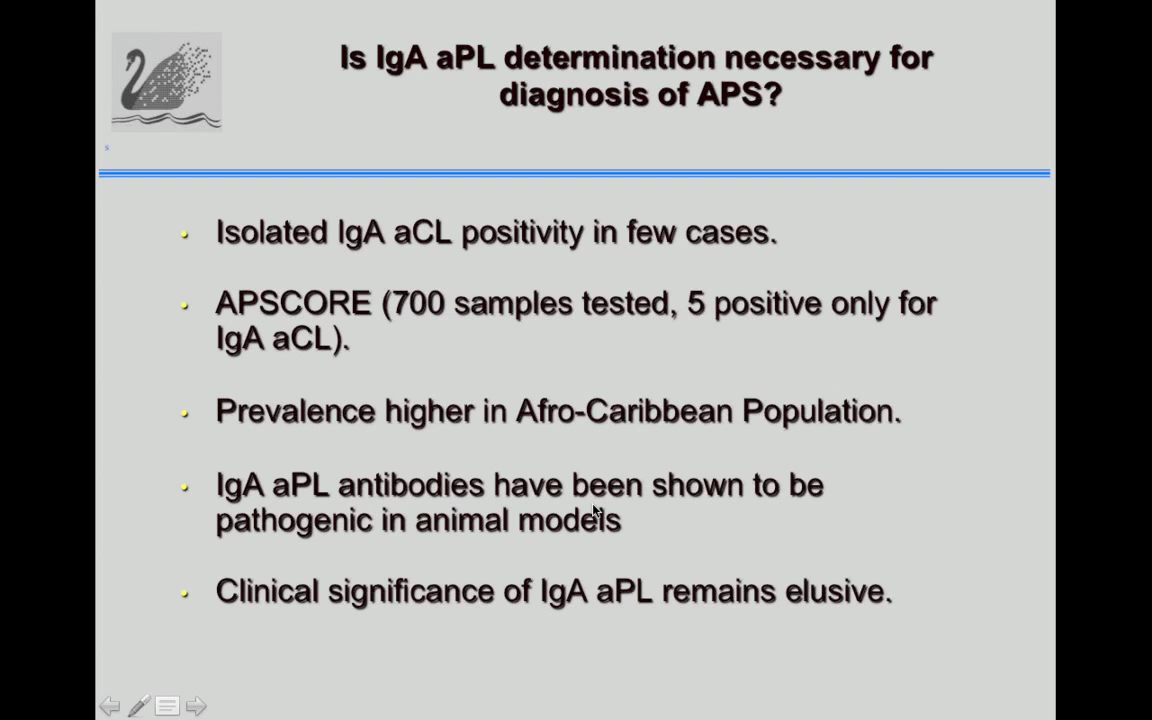 Is IgA aPL determination necessary for
diagnosis of APS?
s
• Isolated IgA aCL positivity in few cases.
• APSCORE (700 samples tested, 5 positive only for
IgA aCL).
• Prevalence higher in Afro-Caribbean Population.
• IgA aPL antibodies have been shown to be
pathogenic in animal models
• Clinical significance of IgA aPL remains elusive.